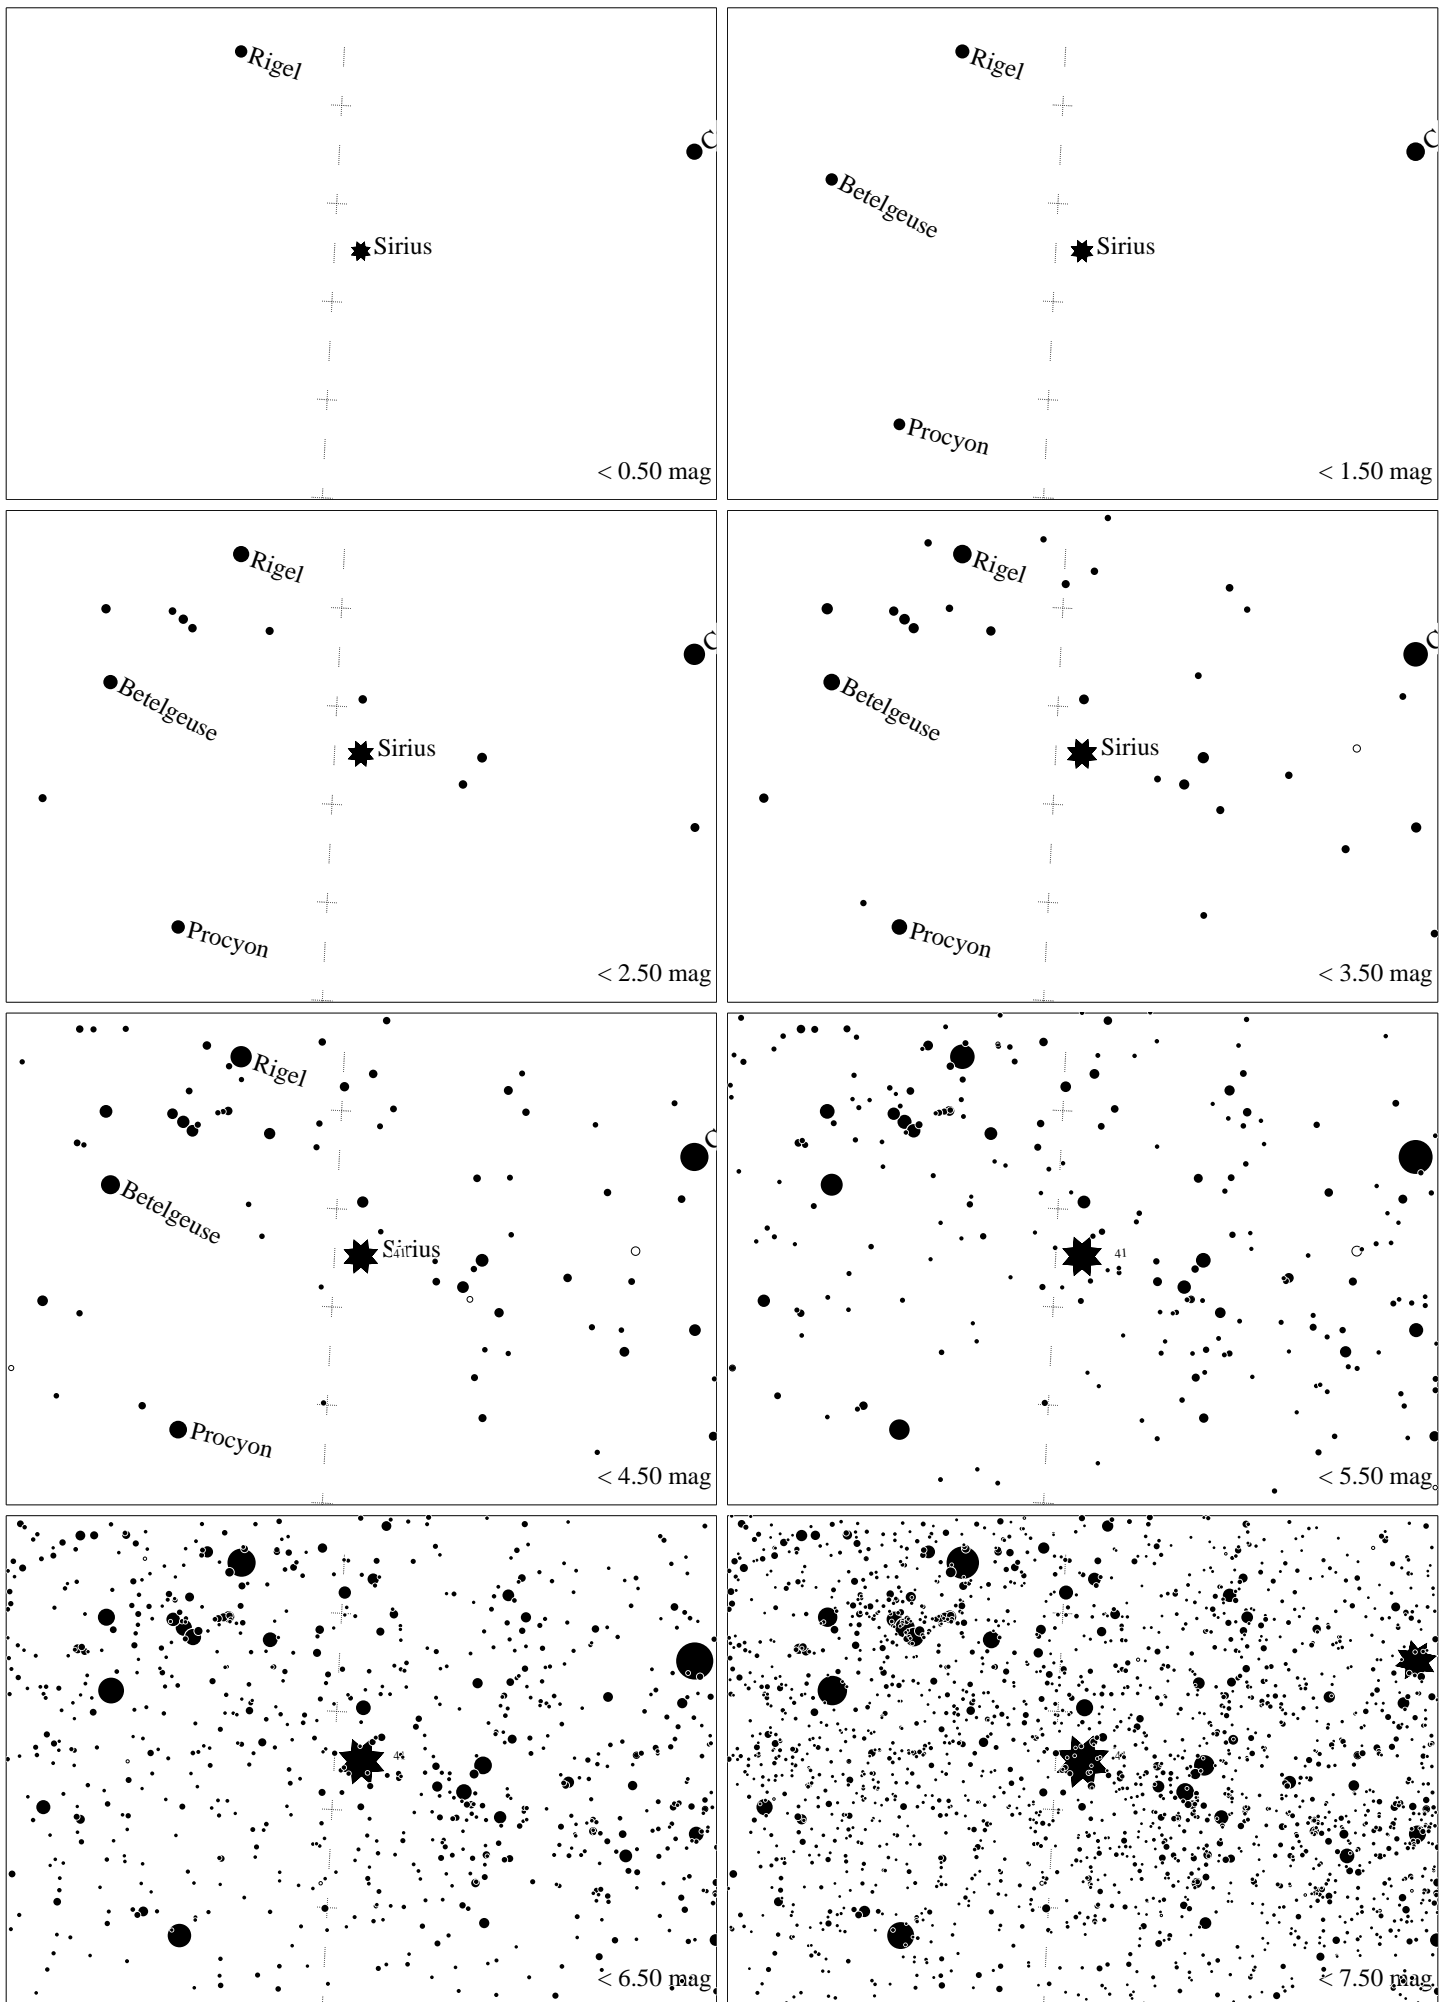 Rigel
C
Sirius
< 0.50 mag
Rigel
C
Betelgeuse
Sirius
Procyon
< 1.50 mag
Rigel
C
Betelgeuse
Sirius
Procyon
< 2.50 mag
Rigel
C
Betelgeuse
Sirius
Procyon
< 3.50 mag
Rigel
C
Betelgeuse
Sirius
41
Procyon
< 4.50 mag
41
< 5.50 mag
41
< 6.50 mag
< 7.50 mag